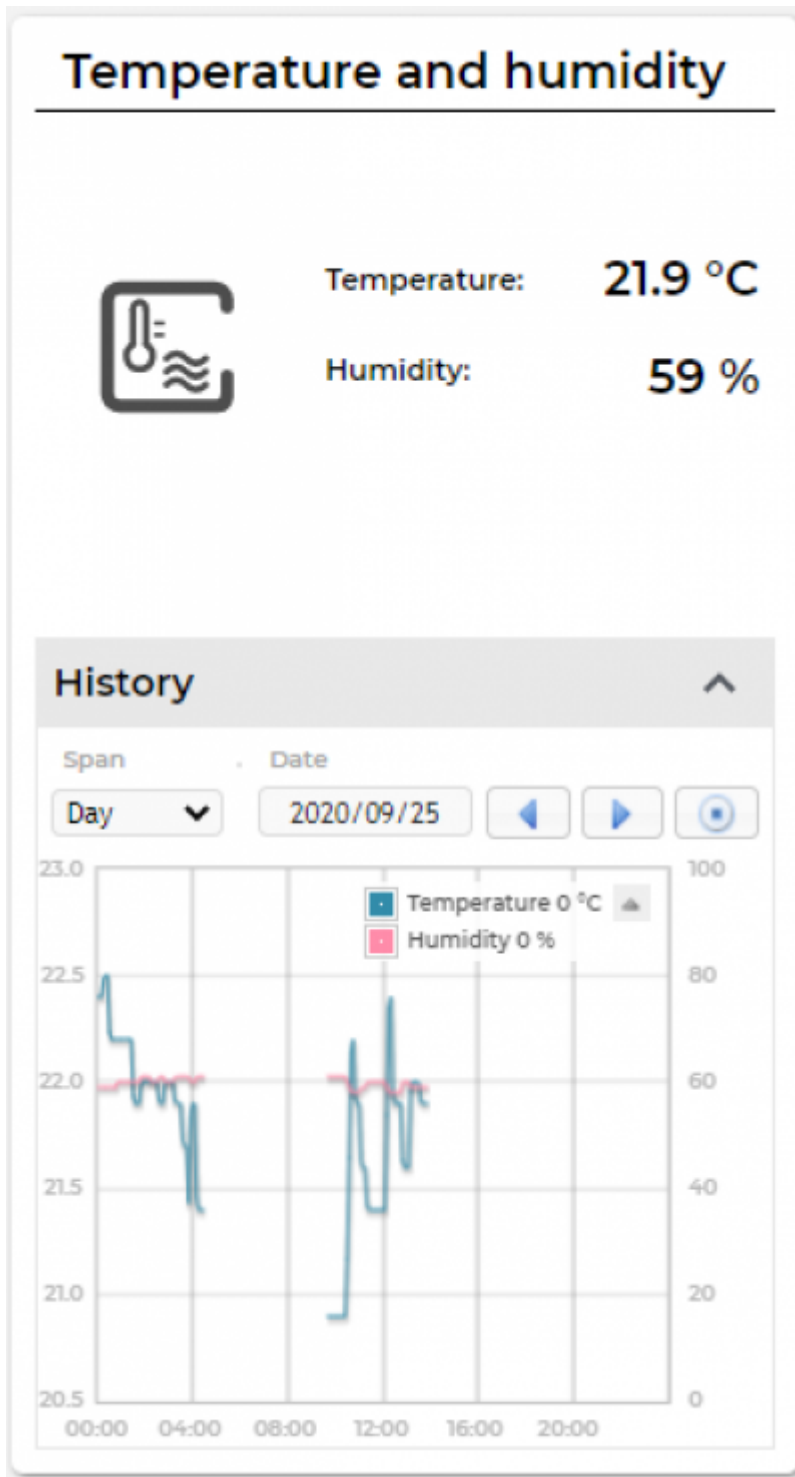 Temperature and humidity
Temperature: 21.9 °C
Humidity: 59 %
History
Span . Date
Day 2020/09/25
23.0 100
Temperature 0 °C
Humidity 0 %
22.5 80
22.0 60
21.5 40
21.0 20
20.5 0
00:00 04:00 08:00 12:00 16:00 20:00